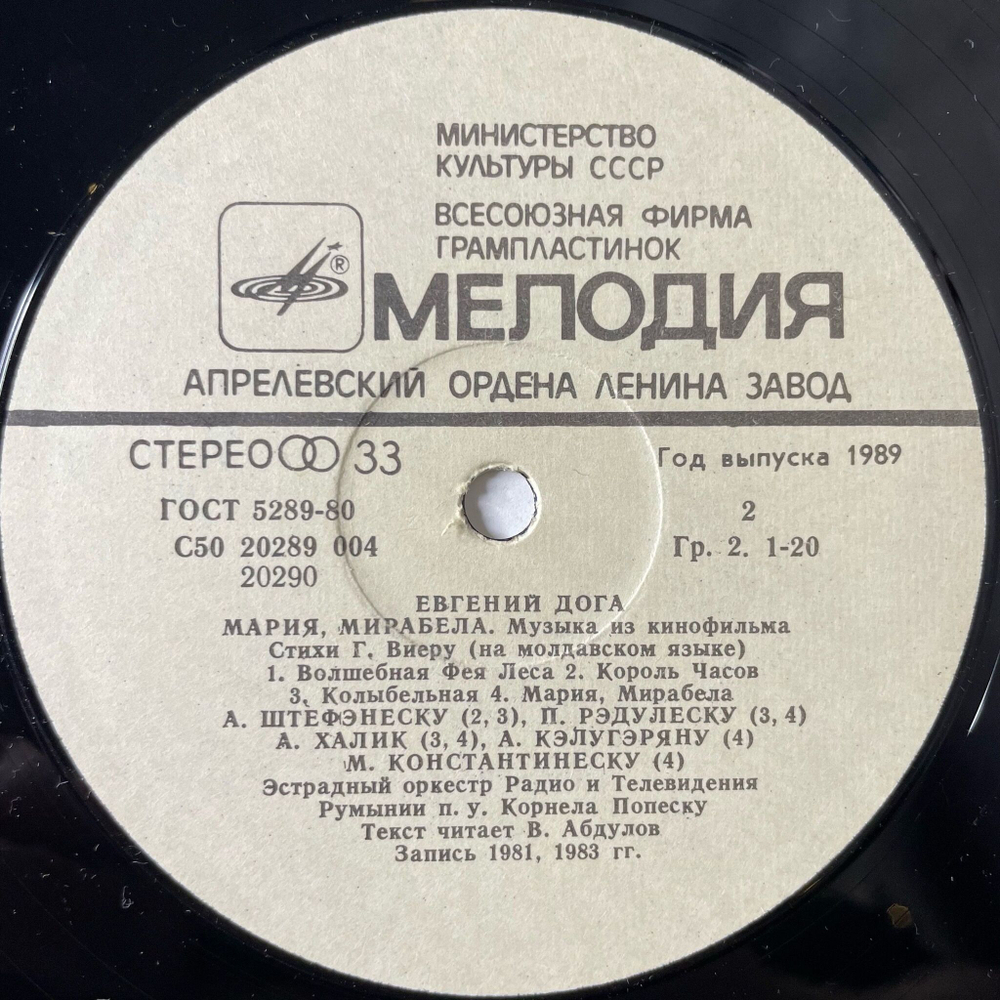 МИНИСТЕРСТВО
КУЛЬТУРЫ СССР
ВСЕСОЮЗНАЯ ФИРМА
ГРАМПЛАСТИНОК
®
МЕЛОДИЯ
АПРЕЛЕВСКИЙ ОРДЕНА ЛЕНИНА ЗАВОД
СТЕРЕО 33
Год выпуска 1989
ГОСТ 5289-80
2
С50 20289 004
Гр. 2. 1-20
20290
ЕВГЕНИЙ ДОГА
МАРИЯ, МИРАБЕЛА. Музыка из кинофильма
Стихи Г. Виеру (на молдавском языке)
1. Волшебная Фея Леса 2. Король Часов
3. Колыбельная 4. Мария, Мирабела
А. ШТЕФЭНЕСКУ (2, 3), П. РЭДУЛЕСКУ (3, 4)
А. ХАЛИК (3, 4), А. КЭЛУГЭРЯНУ (4)
М. КОНСТАНТИНЕСКУ (4)
Эстрадный оркестр Радио и Телевидения
Румынии п. у. Корнела Попеску
Текст читает В. Абдулов
Запись 1981, 1983 гг.